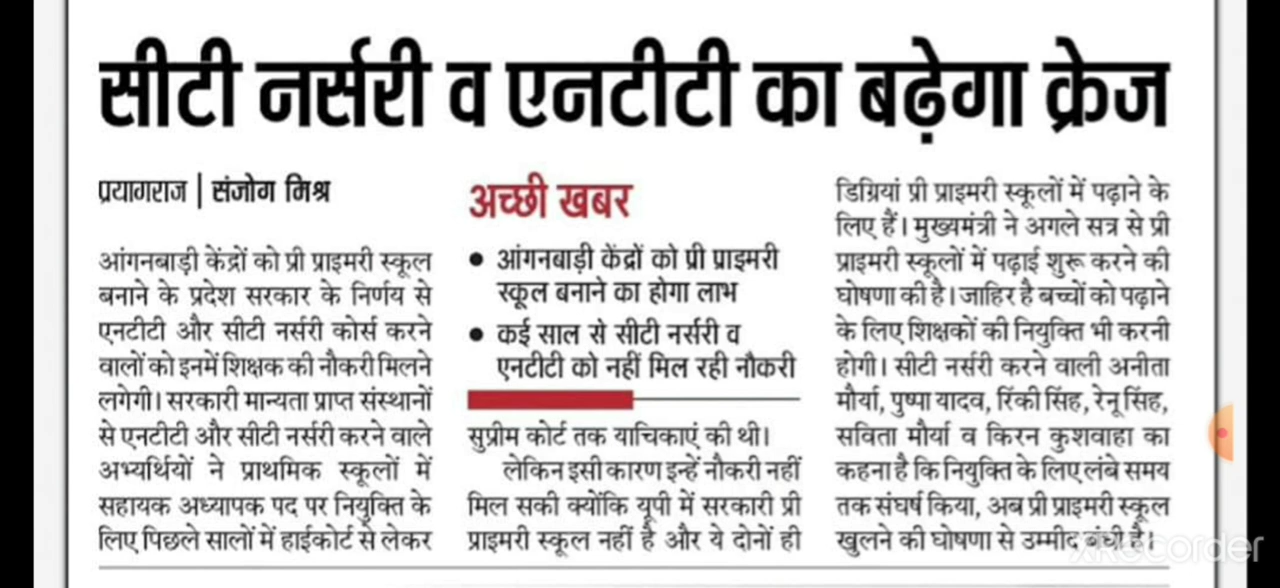 सीटी नर्सरी व एनटीटी का बढ़ेगा क्रेज
प्रयागराज | संजोग मिश्र
आंगनबाड़ी केंद्रों को प्री प्राइमरी स्कूल
बनाने के प्रदेश सरकार के निर्णय से
एनटीटी और सीटी नर्सरी कोर्स करने
वालों को इनमें शिक्षक की नौकरी मिलने
लगेगी। सरकारी मान्यता प्राप्त संस्थानों
से एनटीटी और सीटी नर्सरी करने वाले
अभ्यर्थियों ने प्राथमिक स्कूलों में
सहायक अध्यापक पद पर नियुक्ति के
लिए पिछले सालों में हाईकोर्ट से लेकर
अच्छी खबर
• आंगनबाड़ी केंद्रों को प्री प्राइमरी
स्कूल बनाने का होगा लाभ
• कई साल से सीटी नर्सरी व
एनटीटी को नहीं मिल रही नौकरी
सुप्रीम कोर्ट तक याचिकाएं की थी।
लेकिन इसी कारण इन्हें नौकरी नहीं
मिल सकी क्योंकि यूपी में सरकारी प्री
प्राइमरी स्कूल नहीं है और ये दोनों ही
डिग्रियां प्री प्राइमरी स्कूलों में पढ़ाने के
लिए हैं। मुख्यमंत्री ने अगले सत्र से प्री
प्राइमरी स्कूलों में पढ़ाई शुरू करने की
घोषणा की है। जाहिर है बच्चों को पढ़ाने
के लिए शिक्षकों की नियुक्ति भी करनी
होगी। सीटी नर्सरी करने वाली अनीता
मौर्या, पुष्पा यादव, रिंकी सिंह, रेनू सिंह,
सविता मौर्या व किरन कुशवाहा का
कहना है कि नियुक्ति के लिए लंबे समय
तक संघर्ष किया, अब प्री प्राइमरी स्कूल
खुलने की घोषणा से उम्मीद बंधी है।
XRecorder